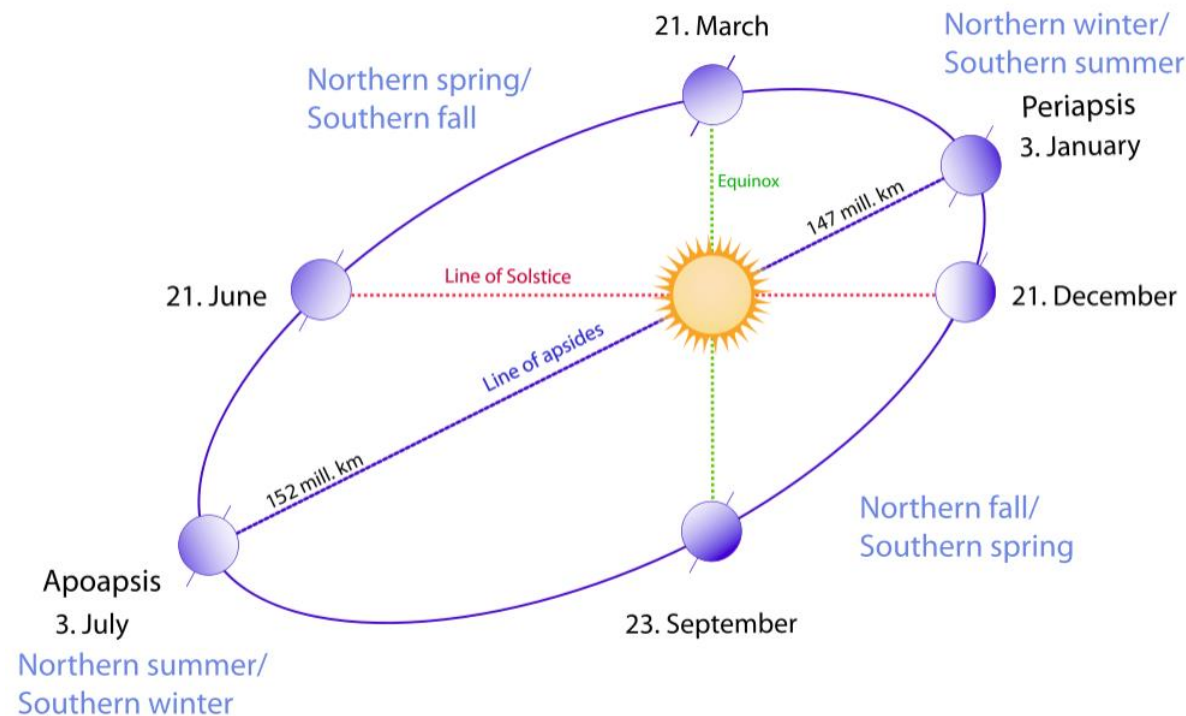 21. March
Northern winter/
Southern summer
Northern spring/
Southern fall
Periapsis
3. January
Equinox
147 mill. km
Line of Solstice
21. June
21. December
Line of apsides
152 mill. km
Northern fall/
Southern spring
Apoapsis
3. July
23. September
Northern summer/
Southern winter